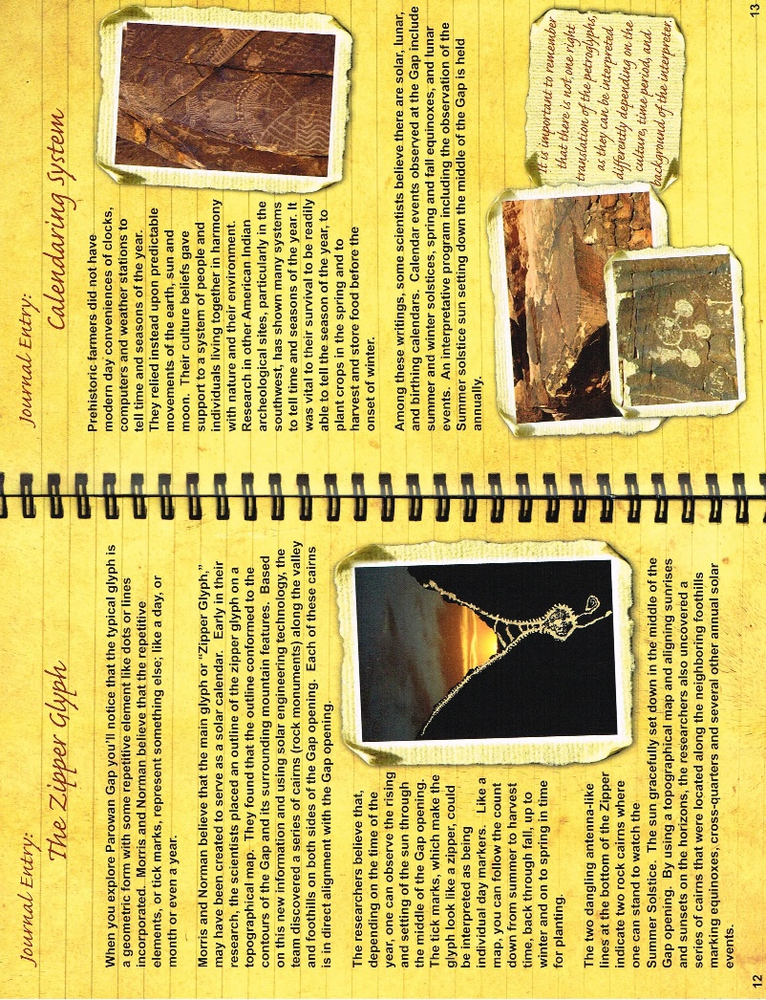 Journal Entry:
The Zipper Glyph
When you explore Parowan Gap you'll notice that the typical glyph is
a geometric form with some repetitive element like dots or lines
incorporated. Morris and Norman believe that the repetitive
elements, or tick marks, represent something else; like a day, or
month or even a year.
Morris and Norman believe that the main glyph or "Zipper Glyph,"
may have been created to serve as a solar calendar. Early in their
research, the scientists placed an outline of the zipper glyph on a
topographical map. They found that the outline conformed to the
contours of the Gap and its surrounding mountain features. Based
on this new information and using solar engineering technology, the
team discovered a series of cairns (rock monuments) along the valley
and foothills on both sides of the Gap opening. Each of these cairns
is in direct alignment with the Gap opening.
The researchers believe that,
depending on the time of the
year, one can observe the rising
and setting of the sun through
the middle of the Gap opening.
The tick marks, which make the
glyph look like a zipper, could
be interpreted as being
individual day markers. Like a
map, you can follow the count
down from summer to harvest
time, back through fall, up to
winter and on to spring in time
for planting.
The two dangling antenna-like
lines at the bottom of the Zipper
indicate two rock cairns where
one can stand to watch the
Summer Solstice. The sun gracefully set down in the middle of the
Gap opening. By using a topographical map and aligning sunrises
and sunsets on the horizons, the researchers also uncovered a
series of cairns that were located along the neighboring foothills
marking equinoxes, cross-quarters and several other annual solar
events.
12
Journal Entry:
Calendaring System
Prehistoric farmers did not have
modern day conveniences of clocks,
computers and weather stations to
tell time and seasons of the year.
They relied instead upon predictable
movements of the earth, sun and
moon. Their culture beliefs gave
support to a system of people and
individuals living together in harmony
with nature and their environment.
Research in other American Indian
archeological sites, particularly in the
southwest, has shown many systems
to tell time and seasons of the year. It
was vital to their survival to be readily
able to tell the season of the year, to
plant crops in the spring and to
harvest and store food before the
onset of winter.
Among these writings, some scientists believe there are solar, lunar,
and birthing calendars. Calendar events observed at the Gap include
summer and winter solstices, spring and fall equinoxes, and lunar
events. An interpretative program including the observation of the
Summer solstice sun setting down the middle of the Gap is held
annually.
It is important to remember
that there is not one right
translation of the petroglyphs,
as they can be interpreted
differently depending on the
culture, time period, and
background of the interpreter.
13